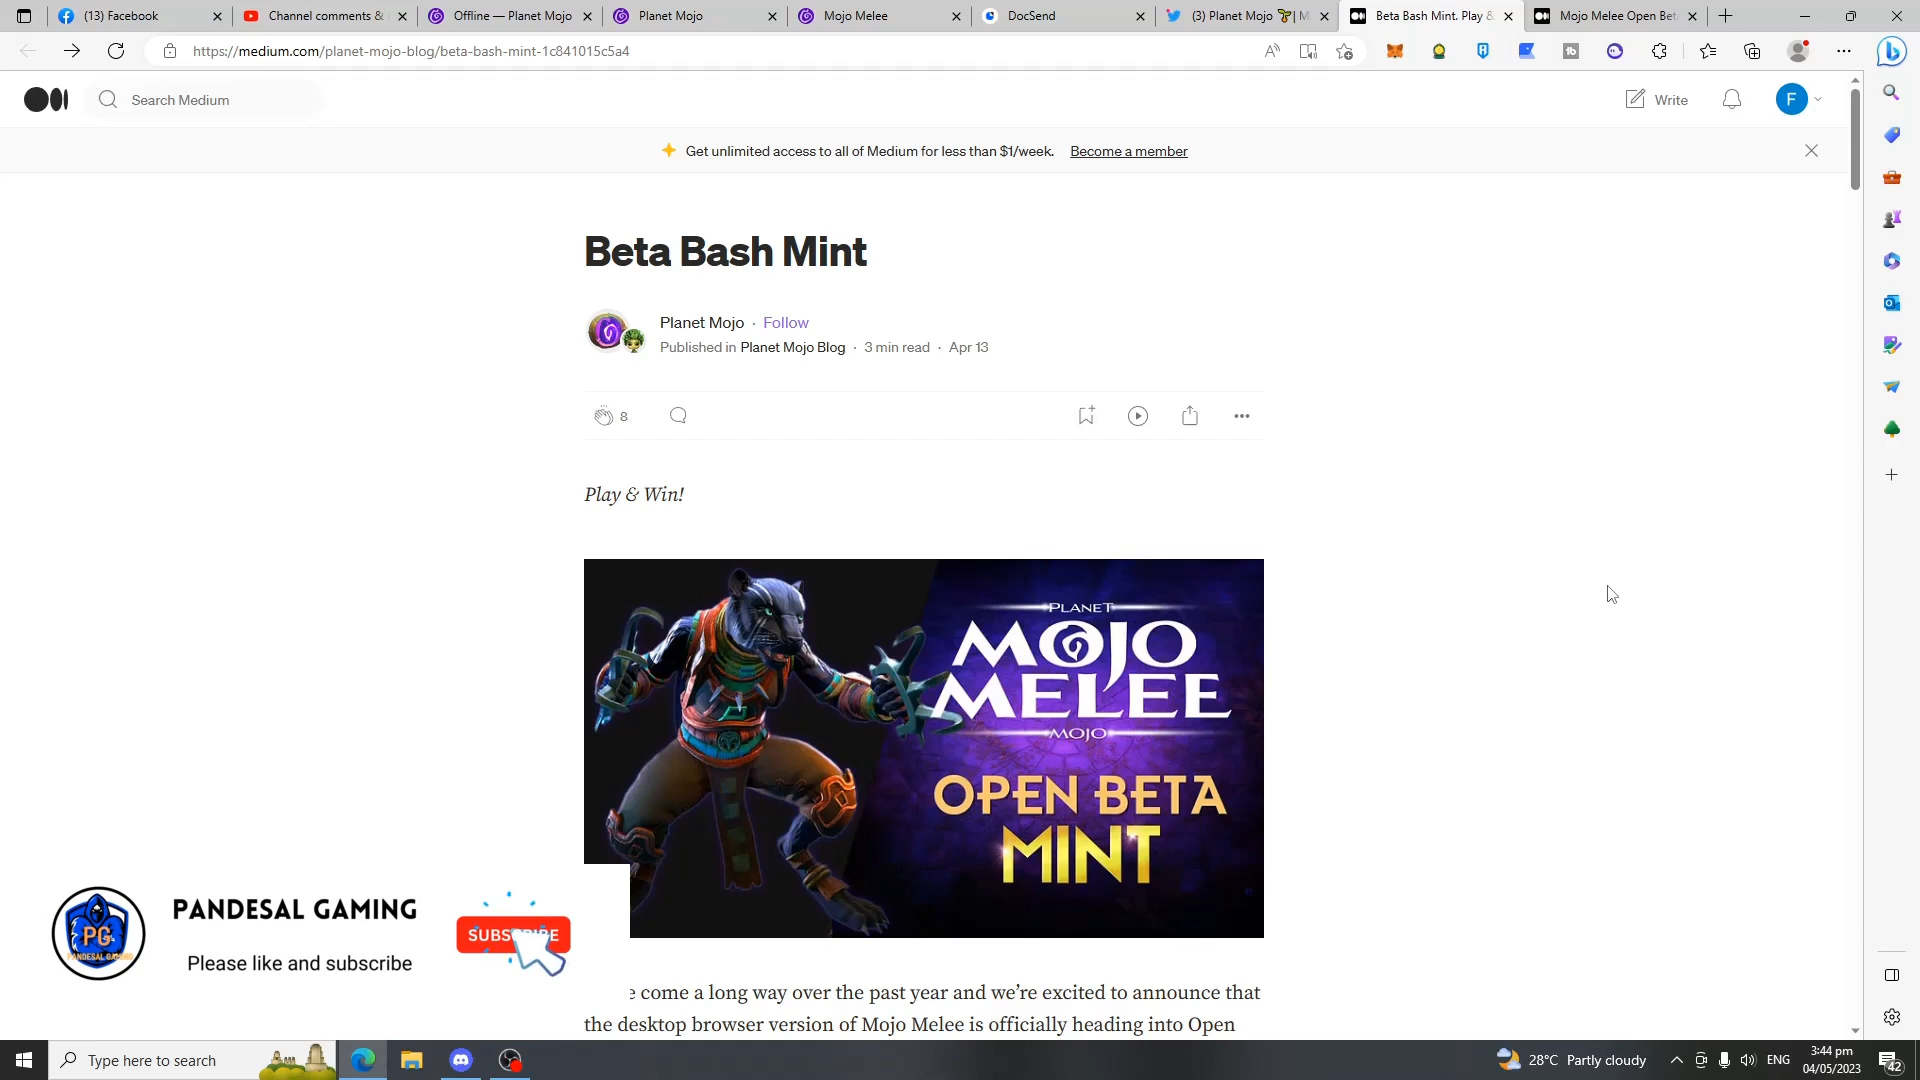 (13) Facebook
Channel comments &
Offline — Planet Mojo
Planet Mojo
Mojo Melee
DocSend
(3) Planet Mojo | M
Beta Bash Mint. Play &
Mojo Melee Open Bet
https://medium.com/planet-mojo-blog/beta-bash-mint-1c841015c5a4
Search Medium
Write
F
Get unlimited access to all of Medium for less than $1/week. Become a member
Beta Bash Mint
Planet Mojo · Follow
Published in Planet Mojo Blog · 3 min read · Apr 13
8
Play & Win!
PLANET
MOJO
MELEE
MOJO
OPEN BETA
MINT
PG
PANDESAL GAMING
PANDESAL GAMING
Please like and subscribe
e come a long way over the past year and we're excited to announce that
the desktop browser version of Mojo Melee is officially heading into Open
Type here to search
28°C Partly cloudy
ENG
3:44 pm
04/05/2023
42